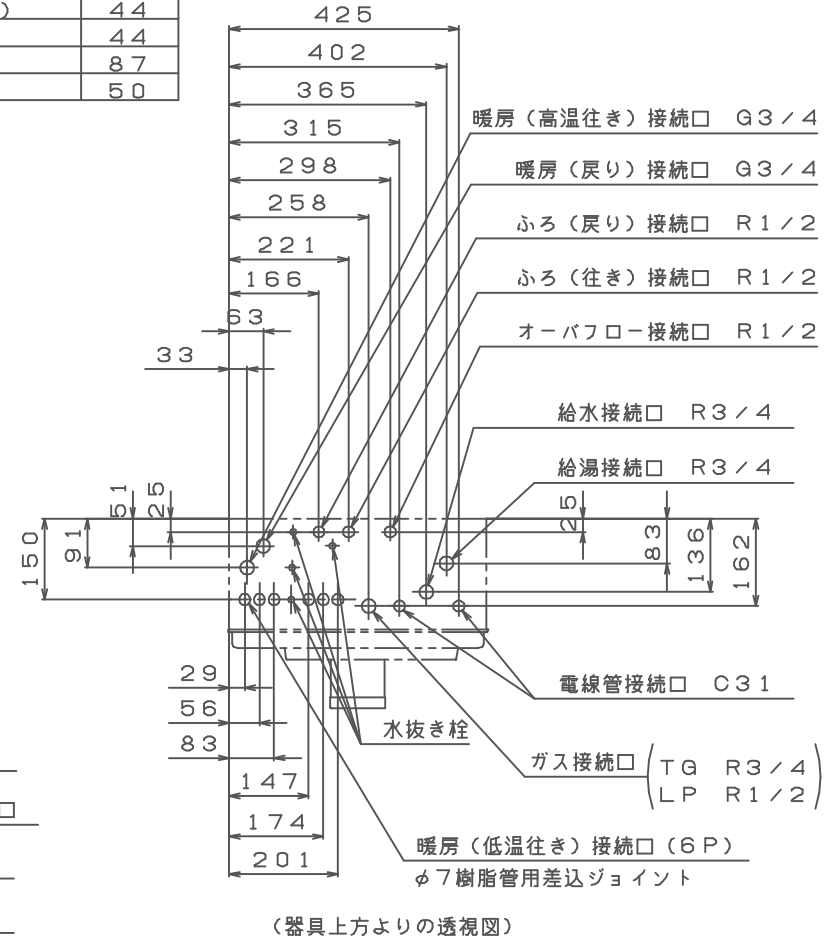 )
44
44
87
50
425
402
365
315
298
258
221
166
63
33
暖房（高温往き）接続口 G3/4
暖房（戻り）接続口 G3/4
ふろ（戻り）接続口 R1/2
ふろ（往き）接続口 R1/2
オーバフロー接続口 R1/2
給水接続口 R3/4
給湯接続口 R3/4
150
91
51
25
25
83
136
162
29
56
83
147
174
201
水抜き栓
電線管接続口 C31
ガス接続口
TG R3/4
LP R1/2
暖房（低温往き）接続口（6P）
φ7樹脂管用差込ジョイント
（器具上方よりの透視図）
口